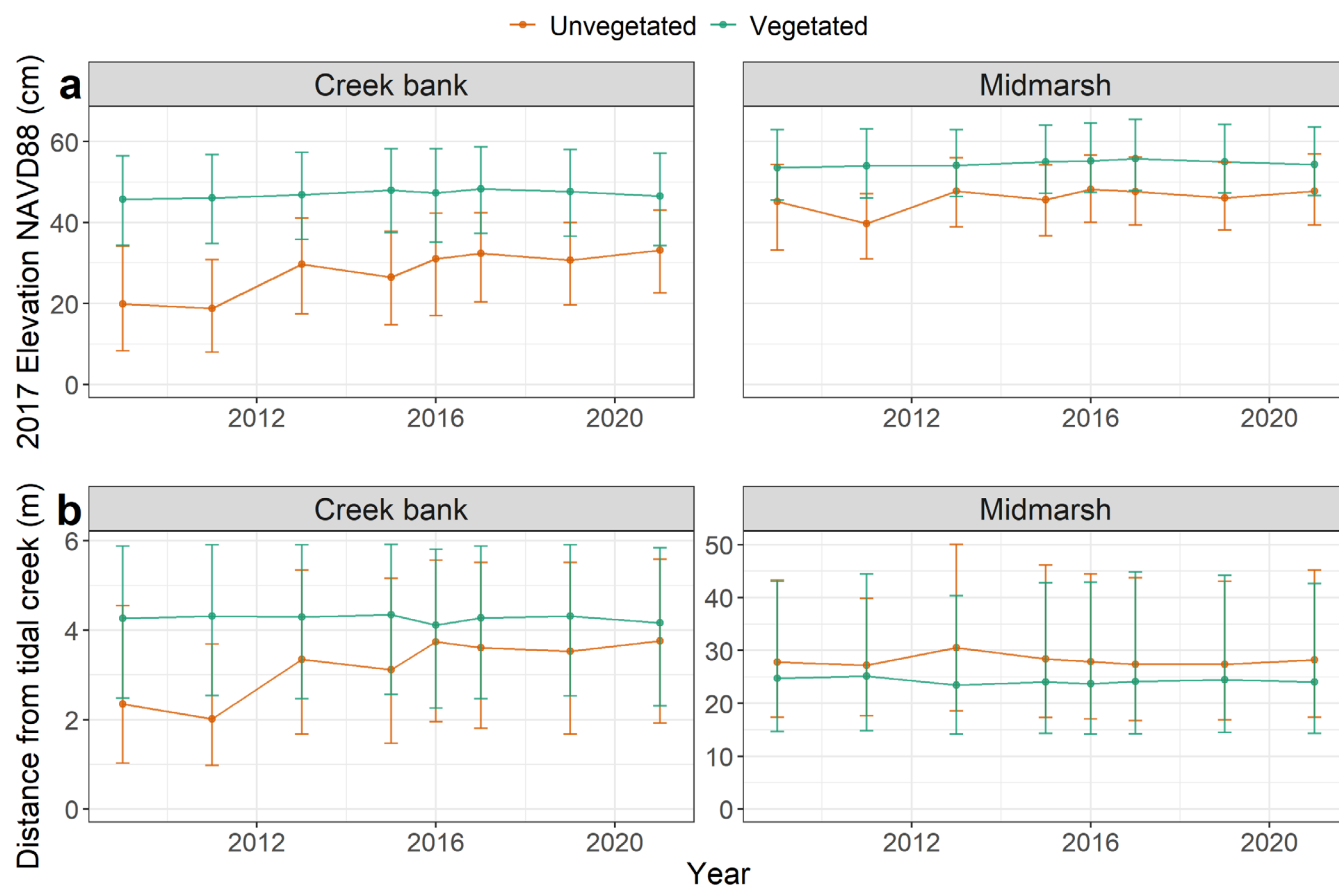 Unvegetated Vegetated
a
2017 Elevation NAVD88 (cm)
Creek bank
Midmarsh
60
40
20
0
2012 2016 2020
2012 2016 2020
b
Distance from tidal creek (m)
Creek bank
Midmarsh
6
4
2
0
50
40
30
20
10
0
2012 2016 2020
2012 2016 2020
Year